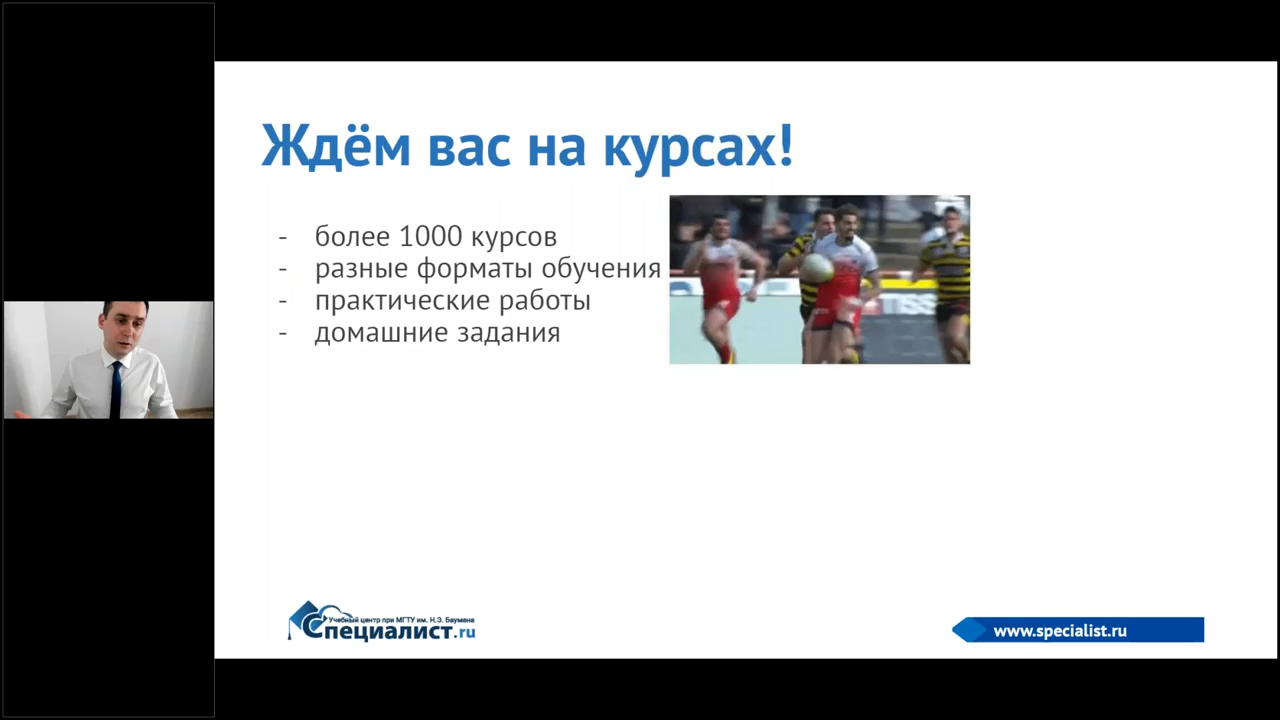 Ждём вас на курсах!
- более 1000 курсов
- разные форматы обучения
- практические работы
- домашние задания
Учебный центр при МГТУ им. Н.Э. Баумана
Специалист.ru
www.specialist.ru